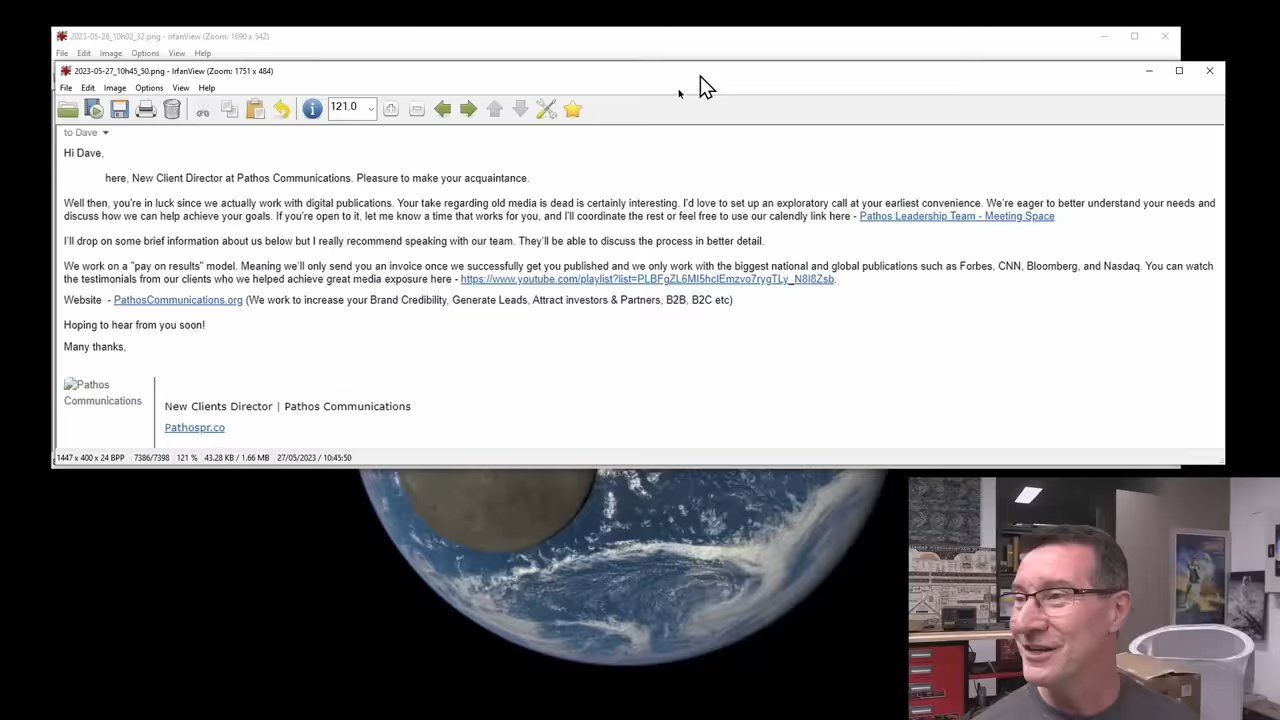 2023-05-26_10h02_32.png - IrfanView (Zoom: 1690 x 542)
File Edit Image Options View Help
2023-05-27_10h45_50.png - IrfanView (Zoom: 1751 x 484)
File Edit Image Options View Help
121.0
to Dave
Hi Dave,
here, New Client Director at Pathos Communications. Pleasure to make your acquaintance.
Well then, you're in luck since we actually work with digital publications. Your take regarding old media is dead is certainly interesting. I'd love to set up an exploratory call at your earliest convenience. We're eager to better understand your needs and
discuss how we can help achieve your goals. If you're open to it, let me know a time that works for you, and I'll coordinate the rest or feel free to use our calendly link here - Pathos Leadership Team - Meeting Space
I'll drop on some brief information about us below but I really recommend speaking with our team. They'll be able to discuss the process in better detail.
We work on a "pay on results" model. Meaning we'll only send you an invoice once we successfully get you published and we only work with the biggest national and global publications such as Forbes, CNN, Bloomberg, and Nasdaq. You can watch
the testimonials from our clients who we helped achieve great media exposure here - https://www.youtube.com/playlist?list=PLBFgZL6MI5hcIEmzvo7rygTLy_N8I8Zsb.
Website - PathosCommunications.org (We work to increase your Brand Credibility, Generate Leads, Attract investors & Partners, B2B, B2C etc)
Hoping to hear from you soon!
Many thanks,
Pathos
Communications
New Clients Director | Pathos Communications
Pathospr.co
1447 x 400 x 24 BPP 7386/7398 121 % 43.28 KB / 1.66 MB 27/05/2023 / 10:45:50